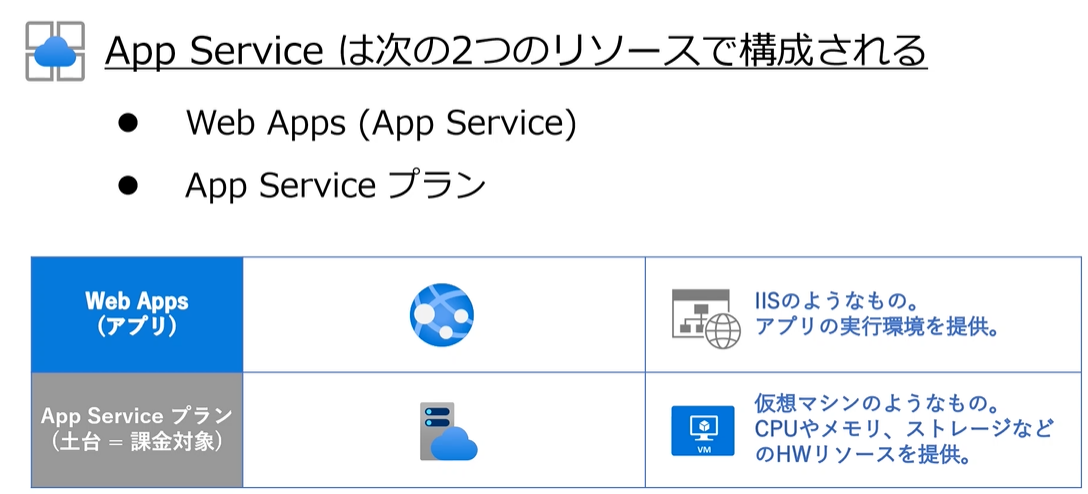 App Service は次の2つのリソースで構成される
● Web Apps (App Service)
● App Service プラン
Web Apps
(アプリ)
IISのようなもの。
アプリの実行環境を提供。
App Service プラン
(土台 = 課金対象)
VM
仮想マシンのようなもの。
CPUやメモリ、ストレージなど
のHWリソースを提供。